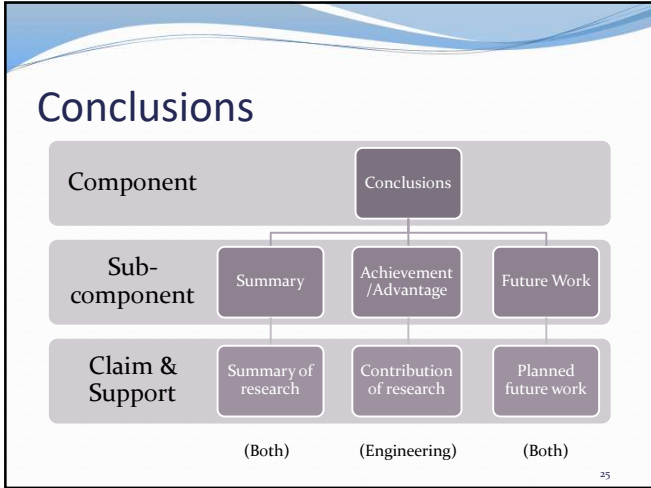 Conclusions
Component
Conclusions
Sub-
component
Summary
Achievement
/Advantage
Future Work
Claim &
Support
Summary of
research
Contribution
of research
Planned
future work
(Both)
(Engineering)
(Both)
25